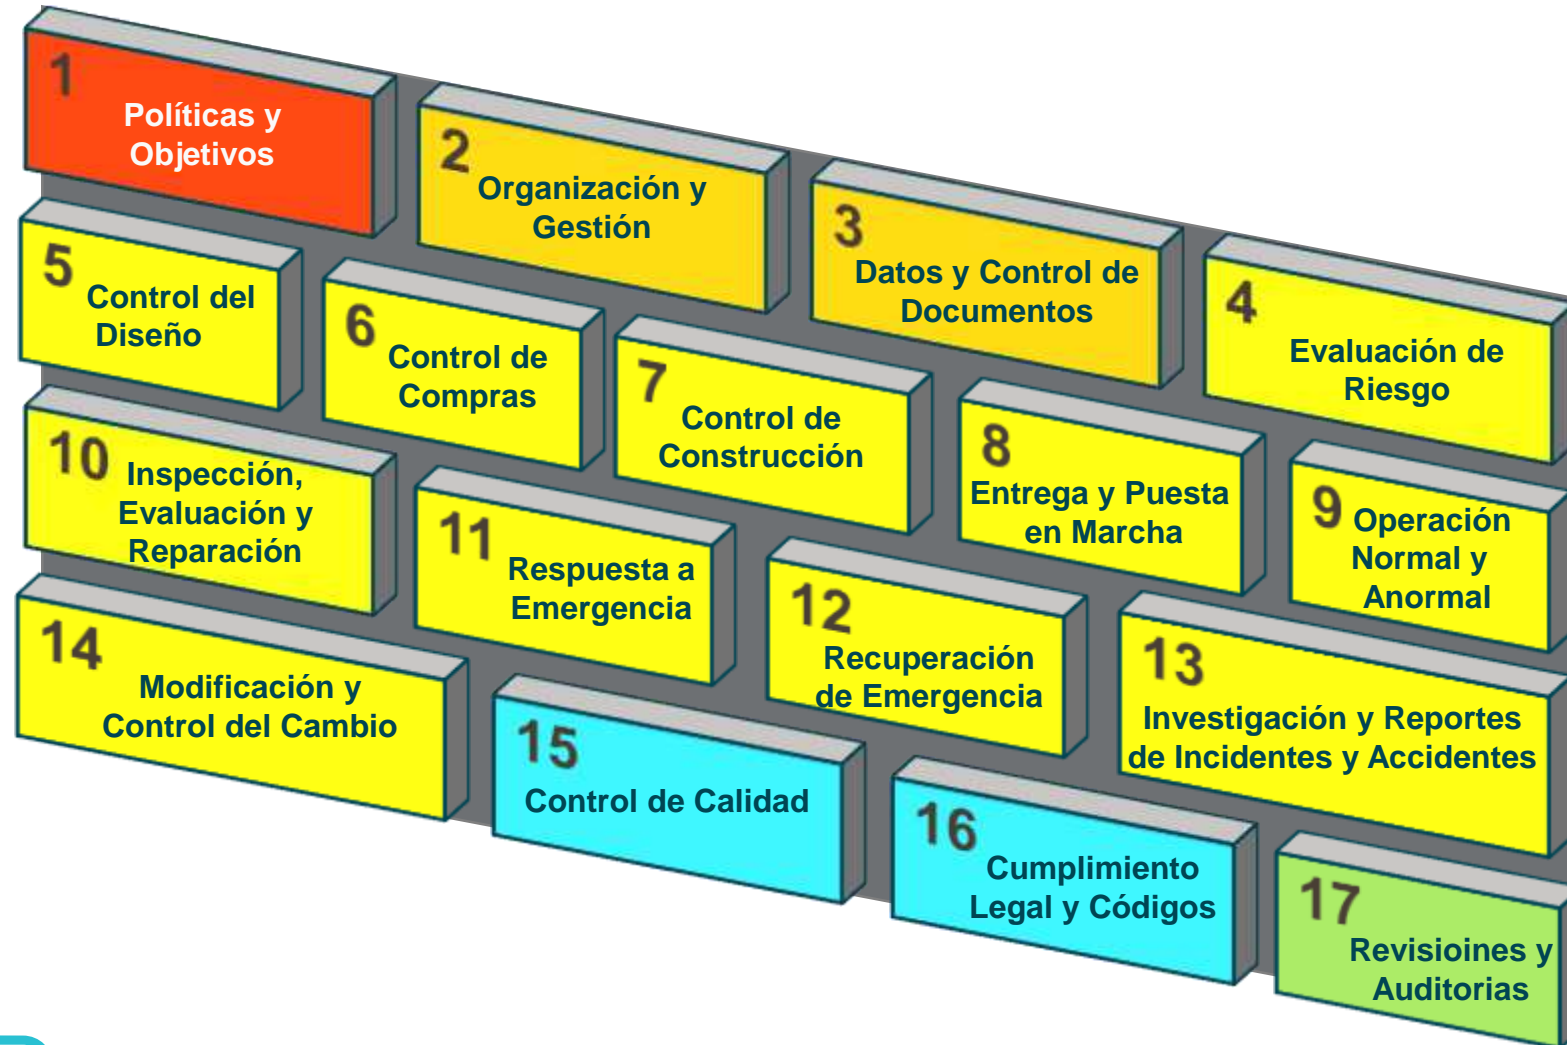 1
Políticas y
Objetivos
2
Organización y
Gestión
3
Datos y Control de
Documentos
4
Evaluación de
Riesgo
5
Control del
Diseño
6
Control de
Compras
7
Control de
Construcción
8
Entrega y Puesta
en Marcha
9
Operación
Normal y
Anormal
10
Inspección,
Evaluación y
Reparación
11
Respuesta a
Emergencia
12
Recuperación
de Emergencia
13
Investigación y Reportes
de Incidentes y Accidentes
14
Modificación y
Control del Cambio
15
Control de Calidad
16
Cumplimiento
Legal y Códigos
17
Revisioines y
Auditorias